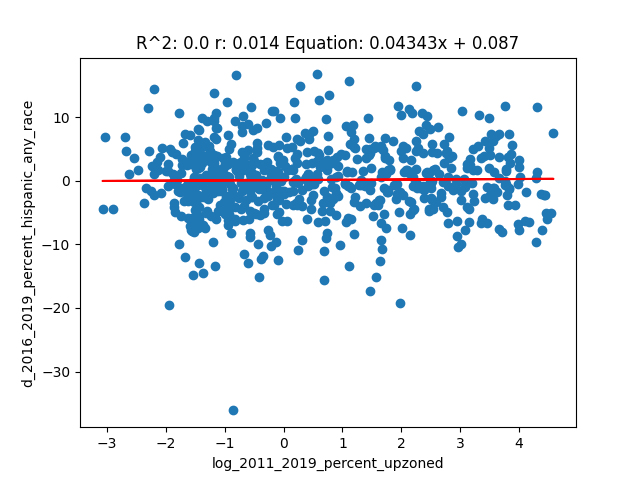 R^2: 0.0 r: 0.014 Equation: 0.04343x + 0.087
d_2016_2019_percent_hispanic_any_race
10
0
−10
−20
−30
−3 −2 −1 0 1 2 3 4
log_2011_2019_percent_upzoned